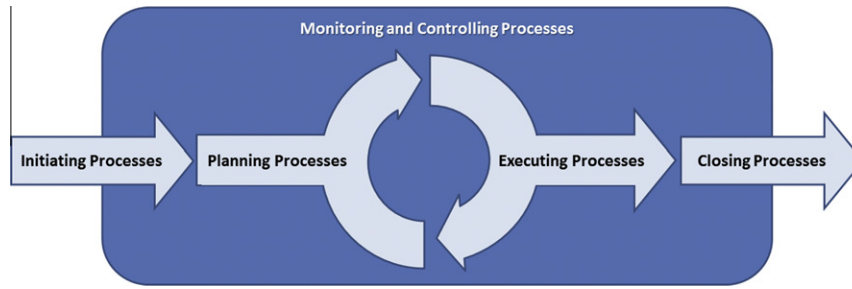 Monitoring and Controlling Processes
Initiating Processes
Planning Processes
Executing Processes
Closing Processes